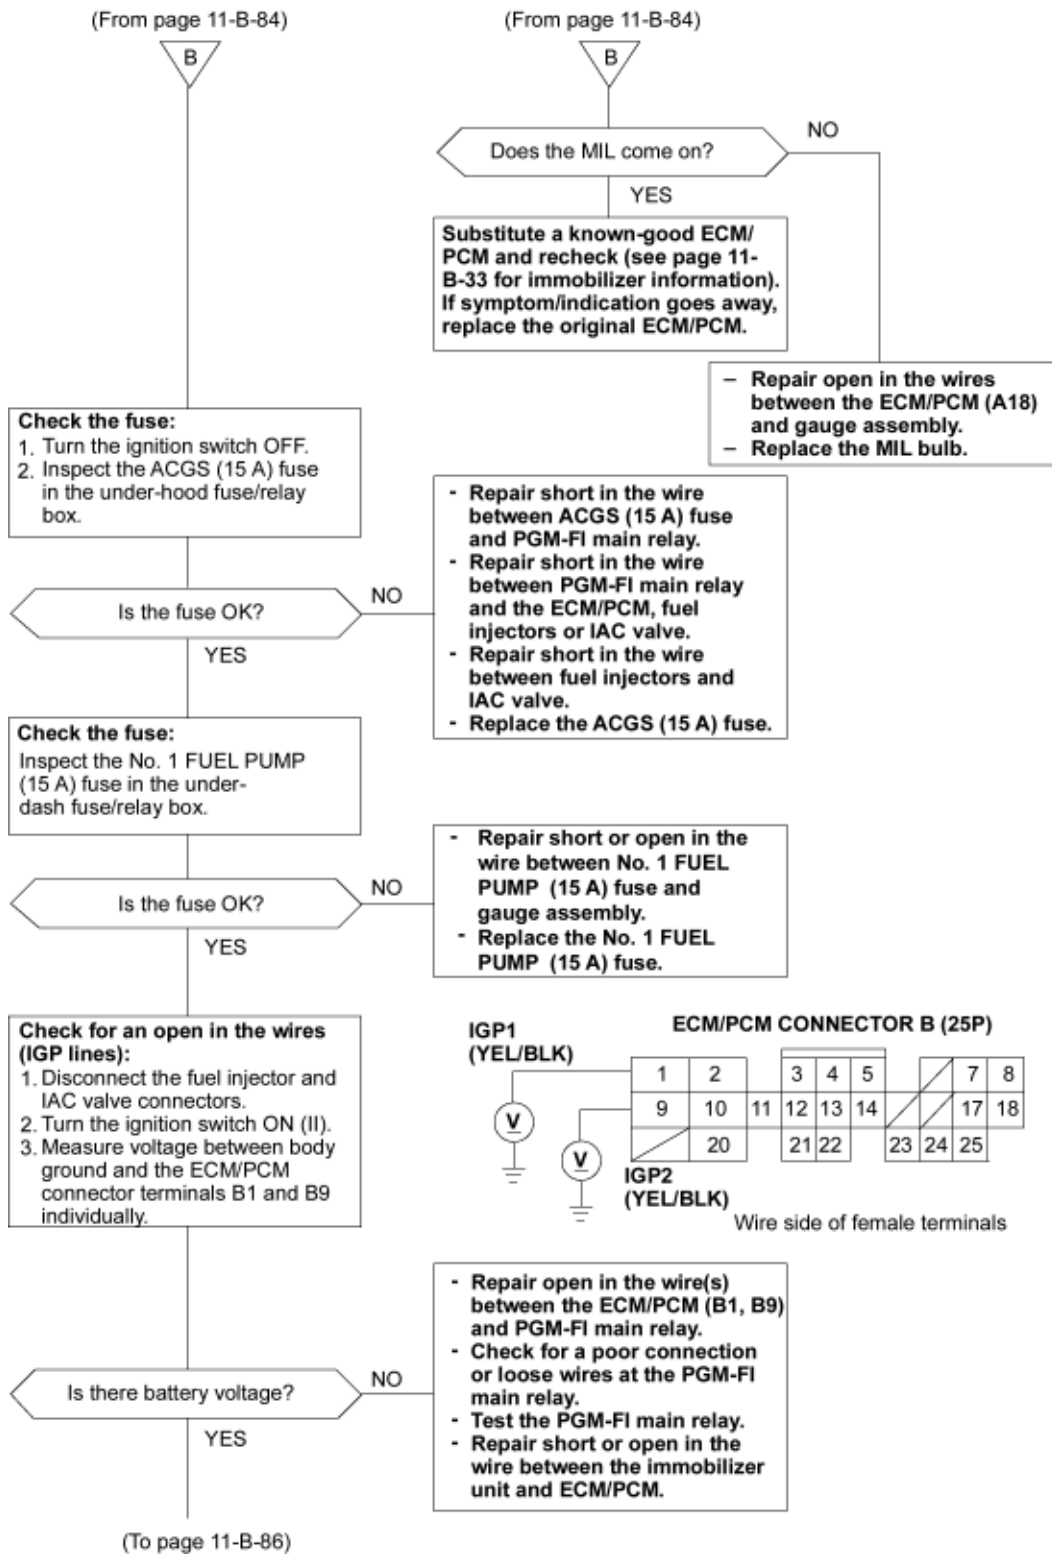 (From page 11-B-84)
B
(From page 11-B-84)
B
Does the MIL come on?
NO
YES
Substitute a known-good ECM/
PCM and recheck (see page 11-
B-33 for immobilizer information).
If symptom/indication goes away,
replace the original ECM/PCM.
– Repair open in the wires
between the ECM/PCM (A18)
and gauge assembly.
– Replace the MIL bulb.
Check the fuse:
1. Turn the ignition switch OFF.
2. Inspect the ACGS (15 A) fuse
in the under-hood fuse/relay
box.
Is the fuse OK?
NO
YES
- Repair short in the wire
between ACGS (15 A) fuse
and PGM-FI main relay.
- Repair short in the wire
between PGM-FI main relay
and the ECM/PCM, fuel
injectors or IAC valve.
- Repair short in the wire
between fuel injectors and
IAC valve.
- Replace the ACGS (15 A) fuse.
Check the fuse:
Inspect the No. 1 FUEL PUMP
(15 A) fuse in the under-
dash fuse/relay box.
Is the fuse OK?
NO
YES
- Repair short or open in the
wire between No. 1 FUEL
PUMP (15 A) fuse and
gauge assembly.
- Replace the No. 1 FUEL
PUMP (15 A) fuse.
Check for an open in the wires
(IGP lines):
1. Disconnect the fuel injector and
IAC valve connectors.
2. Turn the ignition switch ON (II).
3. Measure voltage between body
ground and the ECM/PCM
connector terminals B1 and B9
individually.
IGP1
(YEL/BLK)
ECM/PCM CONNECTOR B (25P)
1 2 3 4 5 7 8
9 10 11 12 13 14 17 18
20 21 22 23 24 25
V
V
IGP2
(YEL/BLK)
Wire side of female terminals
Is there battery voltage?
NO
YES
- Repair open in the wire(s)
between the ECM/PCM (B1, B9)
and PGM-FI main relay.
- Check for a poor connection
or loose wires at the PGM-FI
main relay.
- Test the PGM-FI main relay.
- Repair short or open in the
wire between the immobilizer
unit and ECM/PCM.
(To page 11-B-86)